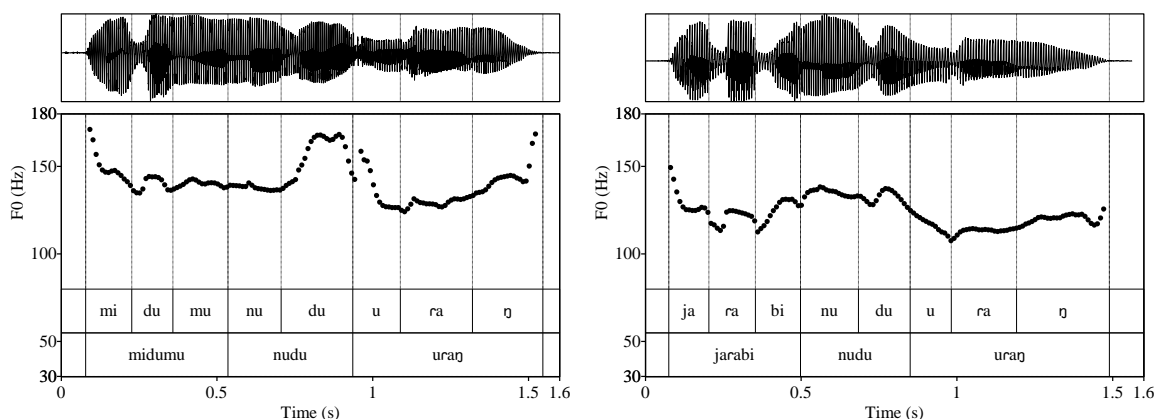 180
150
F0 (Hz)
100
mi du mu nu du u ɾa ŋ
50
midumu nudu uɾaŋ
30
0 0.5 1 1.5 1.6
Time (s)
180
150
F0 (Hz)
100
ja ɾa bi nu du u ɾa ŋ
50
jaɾabi nudu uɾaŋ
30
0 0.5 1 1.5 1.6
Time (s)